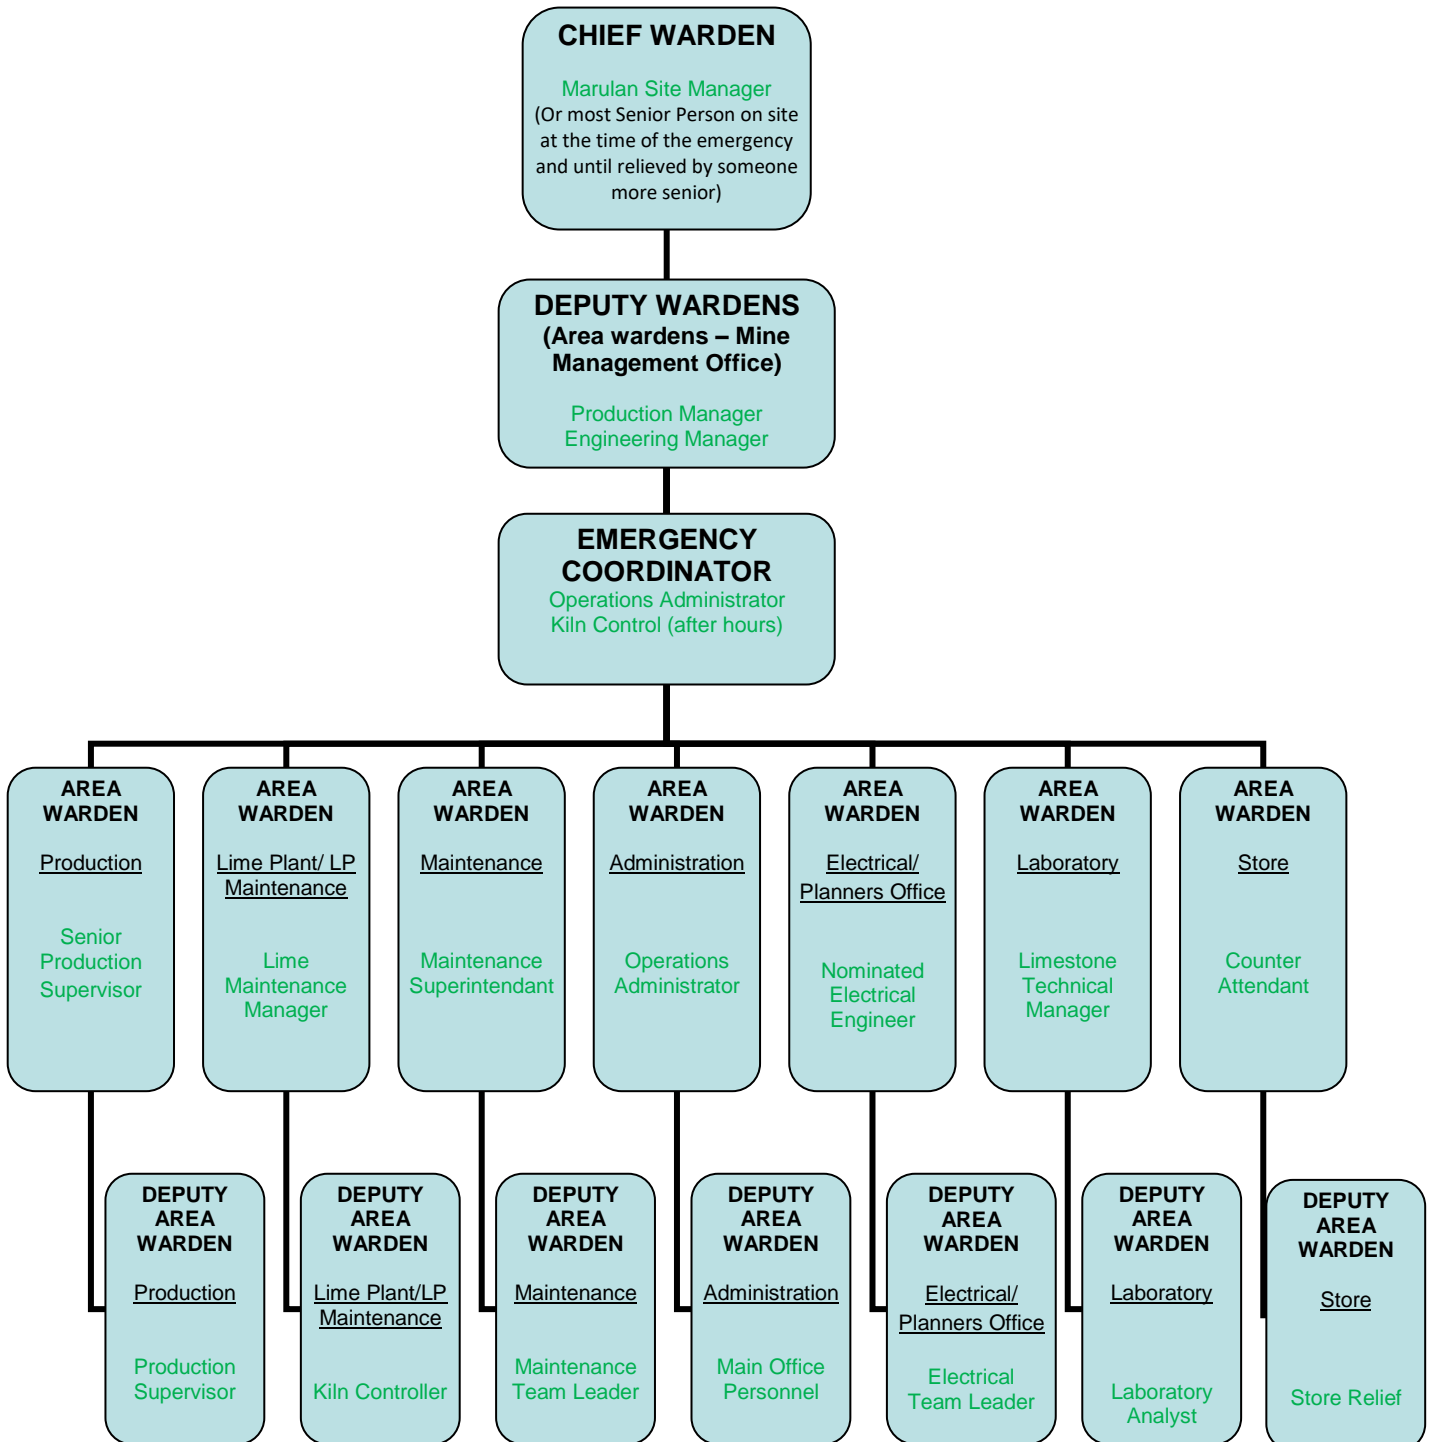 CHIEF WARDEN
Marulan Site Manager
(Or most Senior Person on site
at the time of the emergency
and until relieved by someone
more senior)
DEPUTY WARDENS
(Area wardens – Mine
Management Office)
Production Manager
Engineering Manager
EMERGENCY
COORDINATOR
Operations Administrator
Kiln Control (after hours)
AREA
WARDEN
Production
Senior
Production
Supervisor
AREA
WARDEN
Lime Plant/ LP
Maintenance
Lime
Maintenance
Manager
AREA
WARDEN
Maintenance
Maintenance
Superintendant
AREA
WARDEN
Administration
Operations
Administrator
AREA
WARDEN
Electrical/
Planners Office
Nominated
Electrical
Engineer
AREA
WARDEN
Laboratory
Limestone
Technical
Manager
AREA
WARDEN
Store
Counter
Attendant
DEPUTY
AREA
WARDEN
Production
Production
Supervisor
DEPUTY
AREA
WARDEN
Lime Plant/LP
Maintenance
Kiln Controller
DEPUTY
AREA
WARDEN
Maintenance
Maintenance
Team Leader
DEPUTY
AREA
WARDEN
Administration
Main Office
Personnel
DEPUTY
AREA
WARDEN
Electrical/
Planners Office
Electrical
Team Leader
DEPUTY
AREA
WARDEN
Laboratory
Laboratory
Analyst
DEPUTY
AREA
WARDEN
Store
Store Relief